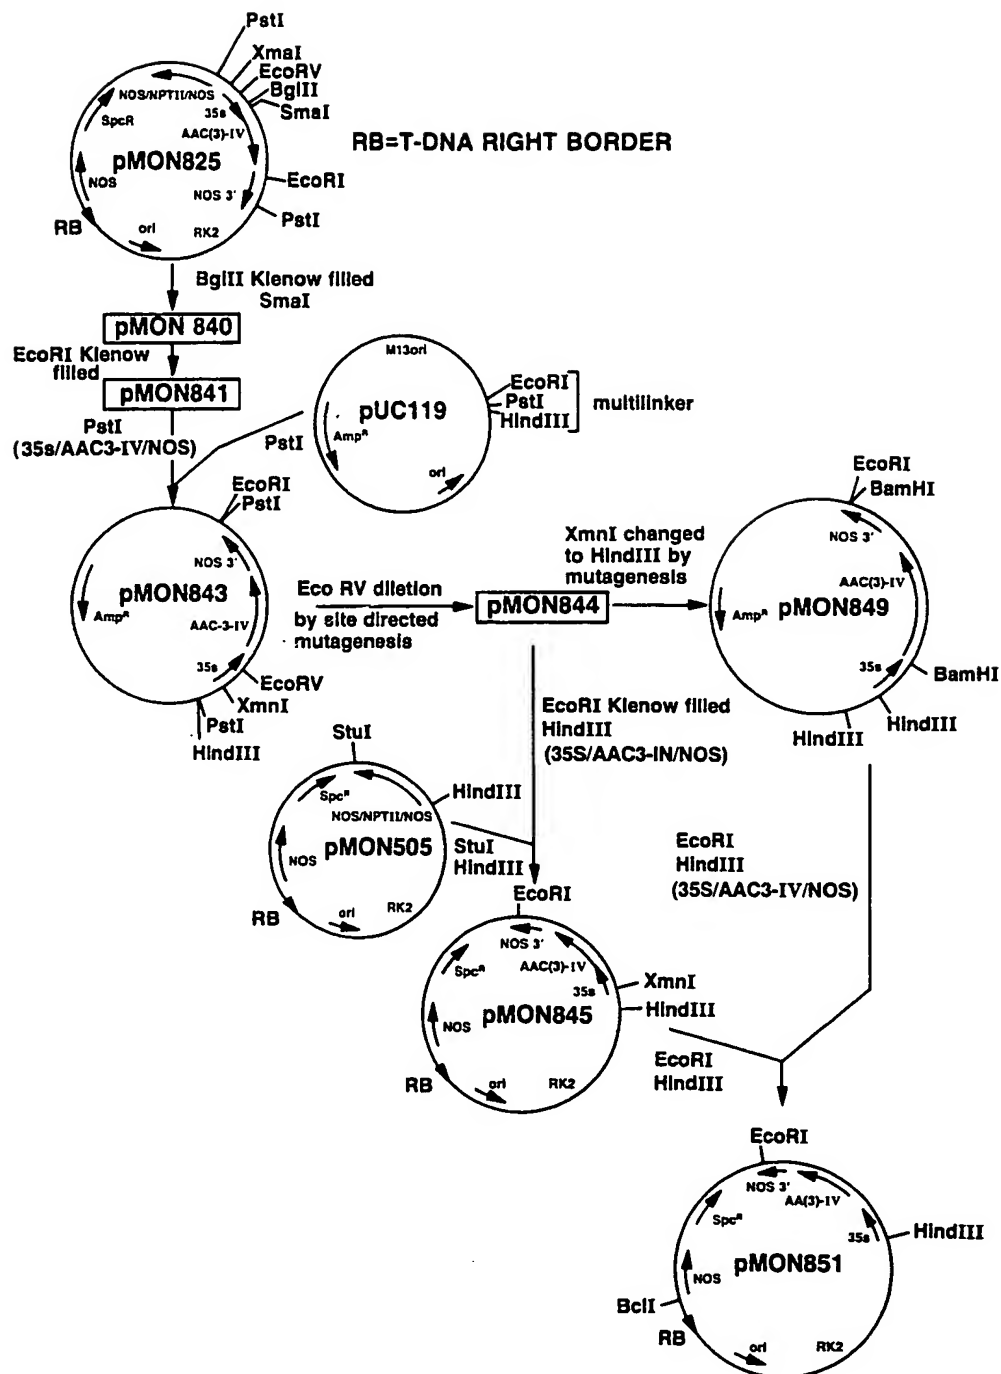 PstI
XmaI
EcoRV
BglII
SmaI
NOS/NPTII/NOS
35s
SpcR
AAC(3)-IV
RB=T-DNA RIGHT BORDER
pMON825
EcoRI
NOS
NOS 3'
PstI
RB
ori
RK2
BglII Klenow filled
SmaI
pMON 840
EcoRI Klenow
filled
pMON841
PstI
(35s/AAC3-IV/NOS)
M13ori
pUC119
EcoRI
PstI
HindIII
multilinker
PstI
Amp^R
ori
EcoRI
PstI
NOS 3'
pMON843
Amp^R
AAC-3-IV
35s
EcoRV
XmnI
PstI
HindIII
Eco RV diletion
by site directed
mutagenesis
pMON844
XmnI changed
to HindIII by
mutagenesis
EcoRI
BamHI
NOS 3'
AAC(3)-IV
pMON849
Amp^R
35s
BamHI
HindIII
HindIII
EcoRI Klenow filled
HindIII
(35S/AAC3-IN/NOS)
StuI
Spc^R
HindIII
NOS/NPTII/NOS
pMON505
NOS
RB
ori
RK2
StuI
HindIII
EcoRI
HindIII
(35S/AAC3-IV/NOS)
EcoRI
NOS 3'
AAC(3)-IV
Spc^R
35s
XmnI
HindIII
pMON845
NOS
RB
ori
RK2
EcoRI
HindIII
EcoRI
NOS 3'
AA(3)-IV
Spc^R
35s
HindIII
pMON851
NOS
BclI
RB
ori
RK2